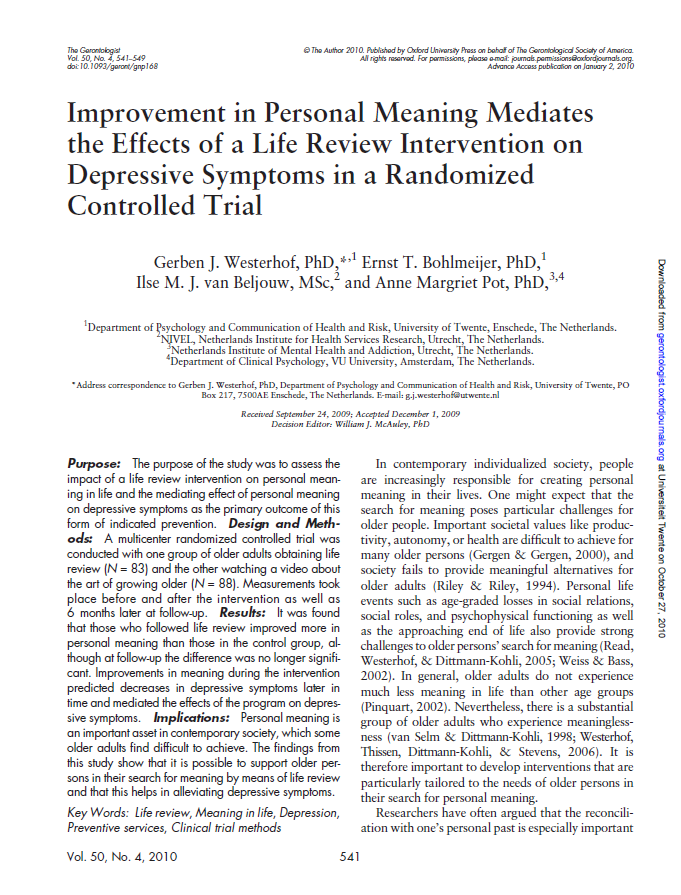 The Gerontologist
Vol. 50, No. 4, 541–549
doi:10.1093/geront/gnp168
© The Author 2010. Published by Oxford University Press on behalf of The Gerontological Society of America.
All rights reserved. For permissions, please e-mail: journals.permissions@oxfordjournals.org.
Advance Access publication on January 2, 2010
Improvement in Personal Meaning Mediates
the Effects of a Life Review Intervention on
Depressive Symptoms in a Randomized
Controlled Trial
Gerben J. Westerhof, PhD,*,1 Ernst T. Bohlmeijer, PhD,1
Ilse M. J. van Beljouw, MSc,2 and Anne Margriet Pot, PhD,3,4
1Department of Psychology and Communication of Health and Risk, University of Twente, Enschede, The Netherlands.
2NIVEL, Netherlands Institute for Health Services Research, Utrecht, The Netherlands.
3Netherlands Institute of Mental Health and Addiction, Utrecht, The Netherlands.
4Department of Clinical Psychology, VU University, Amsterdam, The Netherlands.
*Address correspondence to Gerben J. Westerhof, PhD, Department of Psychology and Communication of Health and Risk, University of Twente, PO
Box 217, 7500AE Enschede, The Netherlands. E-mail: g.j.westerhof@utwente.nl
Received September 24, 2009; Accepted December 1, 2009
Decision Editor: William J. McAuley, PhD
Purpose: The purpose of the study was to assess the
impact of a life review intervention on personal mean-
ing in life and the mediating effect of personal meaning
on depressive symptoms as the primary outcome of this
form of indicated prevention. Design and Meth-
ods: A multicenter randomized controlled trial was
conducted with one group of older adults obtaining life
review (N = 83) and the other watching a video about
the art of growing older (N = 88). Measurements took
place before and after the intervention as well as
6 months later at follow-up. Results: It was found
that those who followed life review improved more in
personal meaning than those in the control group, al-
though at follow-up the difference was no longer signifi-
cant. Improvements in meaning during the intervention
predicted decreases in depressive symptoms later in
time and mediated the effects of the program on depres-
sive symptoms. Implications: Personal meaning is
an important asset in contemporary society, which some
older adults find difficult to achieve. The findings from
this study show that it is possible to support older per-
sons in their search for meaning by means of life review
and that this helps in alleviating depressive symptoms.
Key Words: Life review, Meaning in life, Depression,
Preventive services, Clinical trial methods
In contemporary individualized society, people
are increasingly responsible for creating personal
meaning in their lives. One might expect that the
search for meaning poses particular challenges for
older people. Important societal values like produc-
tivity, autonomy, or health are difficult to achieve for
many older persons (Gergen & Gergen, 2000), and
society fails to provide meaningful alternatives for
older adults (Riley & Riley, 1994). Personal life
events such as age-graded losses in social relations,
social roles, and psychophysical functioning as well
as the approaching end of life also provide strong
challenges to older persons' search for meaning (Read,
Westerhof, & Dittmann-Kohli, 2005; Weiss & Bass,
2002). In general, older adults do not experience
much less meaning in life than other age groups
(Pinquart, 2002). Nevertheless, there is a substantial
group of older adults who experience meaningless-
ness (van Selm & Dittmann-Kohli, 1998; Westerhof,
Thissen, Dittmann-Kohli, & Stevens, 2006). It is
therefore important to develop interventions that are
particularly tailored to the needs of older persons in
their search for personal meaning.
Researchers have often argued that the reconcili-
ation with one's personal past is especially important
Vol. 50, No. 4, 2010
541
Downloaded from gerontologist.oxfordjournals.org at Universiteit Twente on October 27, 2010